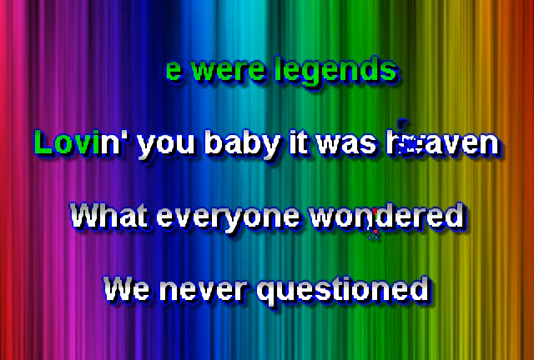 e were legends
Lovin' you baby it was heaven
What everyone wondered
We never questioned